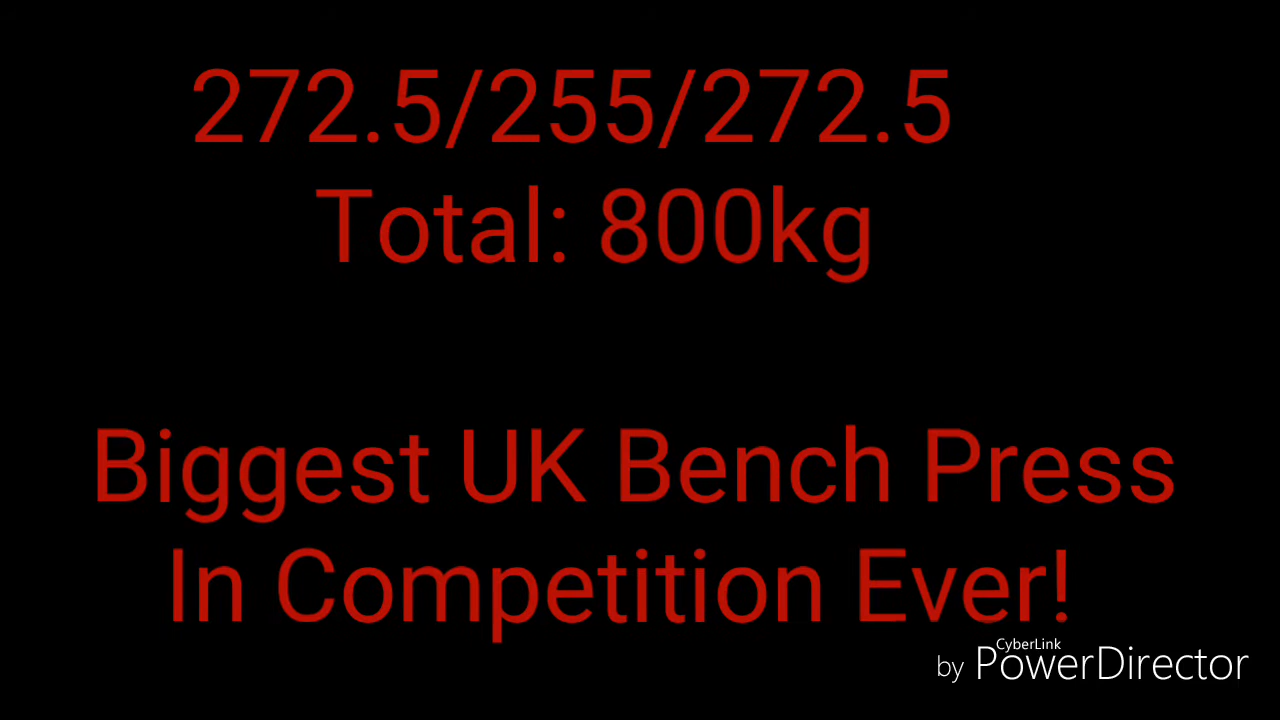 272.5/255/272.5
Total: 800kg
Biggest UK Bench Press
In Competition Ever!
CyberLink
by PowerDirector